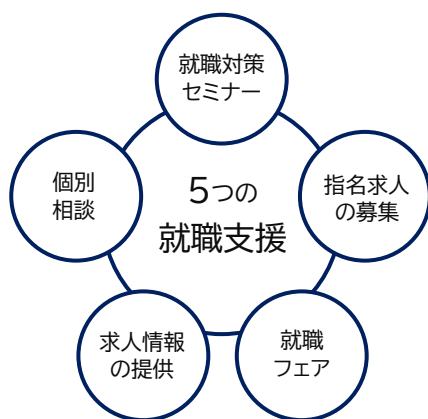 就職対策
セミナー
個別
相談
5つの
就職支援
指名求人
の募集
求人情報
の提供
就職
フェア